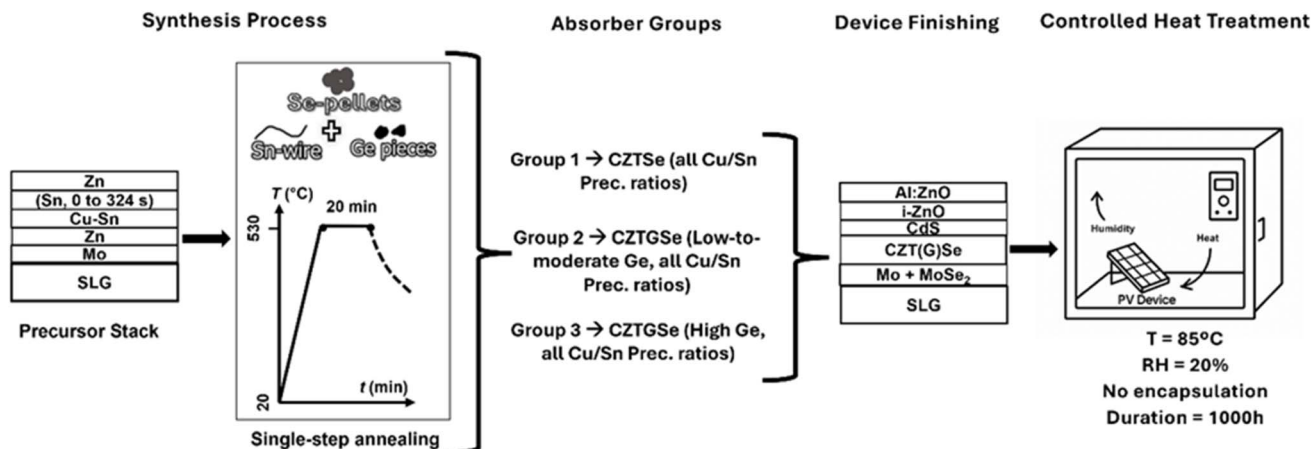 Synthesis Process
Absorber Groups
Device Finishing
Controlled Heat Treatment
Zn
(Sn, 0 to 324 s)
Cu-Sn
Zn
Mo
SLG
Precursor Stack
Se-pellets
+
Sn-wire
Ge pieces
T (°C)
20 min
530
20
t (min)
Single-step annealing
Group 1 → CZTSe (all Cu/Sn
Prec. ratios)
Group 2 → CZTGSe (Low-to-
moderate Ge, all Cu/Sn
Prec. ratios)
Group 3 → CZTGSe (High Ge,
all Cu/Sn Prec. ratios)
Al:ZnO
i-ZnO
CdS
CZT(G)Se
Mo + MoSe₂
SLG
Humidity
Heat
PV Device
T = 85ºC
RH = 20%
No encapsulation
Duration = 1000h